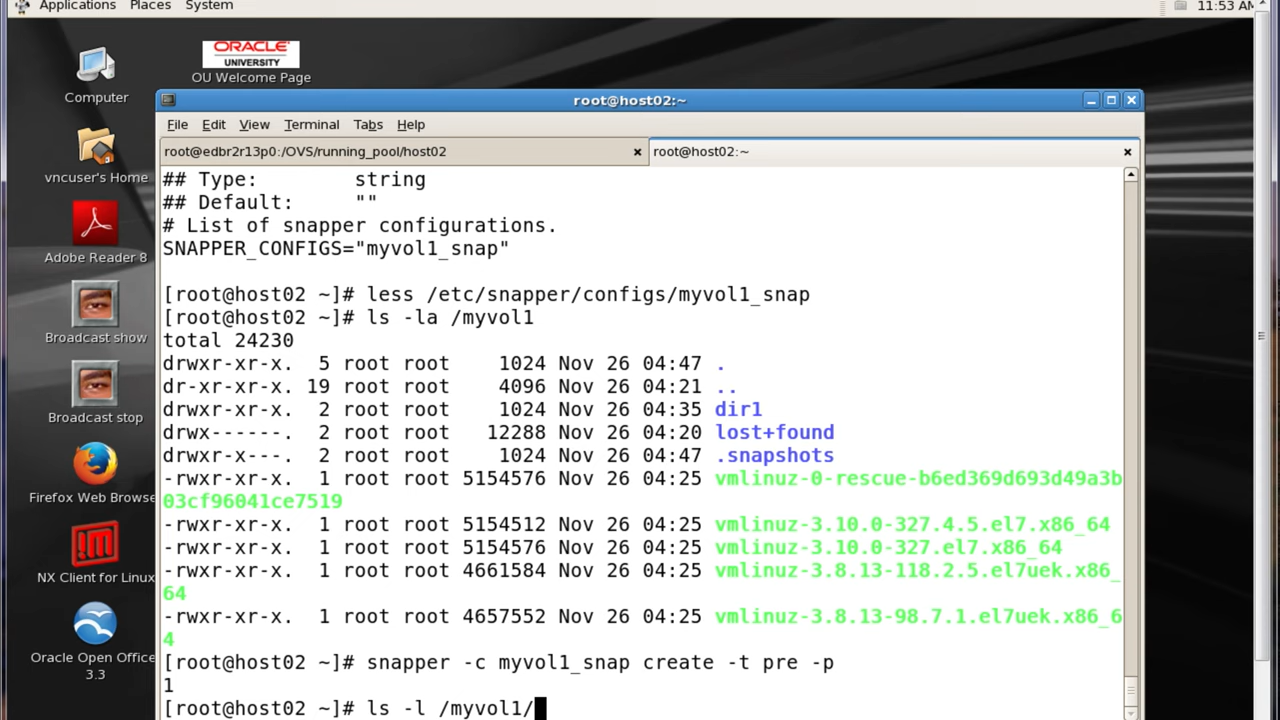 Applications Places System
11:53 AM
ORACLE
UNIVERSITY
OU Welcome Page
Computer
vncuser's Home
Adobe Reader 8
Broadcast show
Broadcast stop
Firefox Web Browse
NX Client for Linux
Oracle Open Office
3.3
root@host02:~
File Edit View Terminal Tabs Help
root@edbr2r13p0:/OVS/running_pool/host02
root@host02:~
## Type: string
## Default: ""
# List of snapper configurations.
SNAPPER_CONFIGS="myvol1_snap"
[root@host02 ~]# less /etc/snapper/configs/myvol1_snap
[root@host02 ~]# ls -la /myvol1
total 24230
drwxr-xr-x. 5 root root 1024 Nov 26 04:47 .
dr-xr-xr-x. 19 root root 4096 Nov 26 04:21 ..
drwxr-xr-x. 2 root root 1024 Nov 26 04:35 dir1
drwx------. 2 root root 12288 Nov 26 04:20 lost+found
drwxr-x---. 2 root root 1024 Nov 26 04:47 .snapshots
-rwxr-xr-x. 1 root root 5154576 Nov 26 04:25 vmlinuz-0-rescue-b6ed369d693d49a3b
03cf96041ce7519
-rwxr-xr-x. 1 root root 5154512 Nov 26 04:25 vmlinuz-3.10.0-327.4.5.el7.x86_64
-rwxr-xr-x. 1 root root 5154576 Nov 26 04:25 vmlinuz-3.10.0-327.el7.x86_64
-rwxr-xr-x. 1 root root 4661584 Nov 26 04:25 vmlinuz-3.8.13-118.2.5.el7uek.x86_
64
-rwxr-xr-x. 1 root root 4657552 Nov 26 04:25 vmlinuz-3.8.13-98.7.1.el7uek.x86_6
4
[root@host02 ~]# snapper -c myvol1_snap create -t pre -p
1
[root@host02 ~]# ls -l /myvol1/